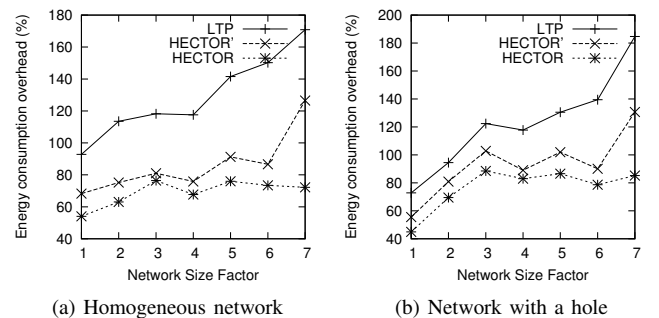 Energy consumption overhead (%)
180
160
140
120
100
80
60
40
LTP
HECTOR'
HECTOR
1 2 3 4 5 6 7
Network Size Factor
(a) Homogeneous network
Energy consumption overhead (%)
200
180
160
140
120
100
80
60
40
LTP
HECTOR'
HECTOR
1 2 3 4 5 6 7
Network Size Factor
(b) Network with a hole